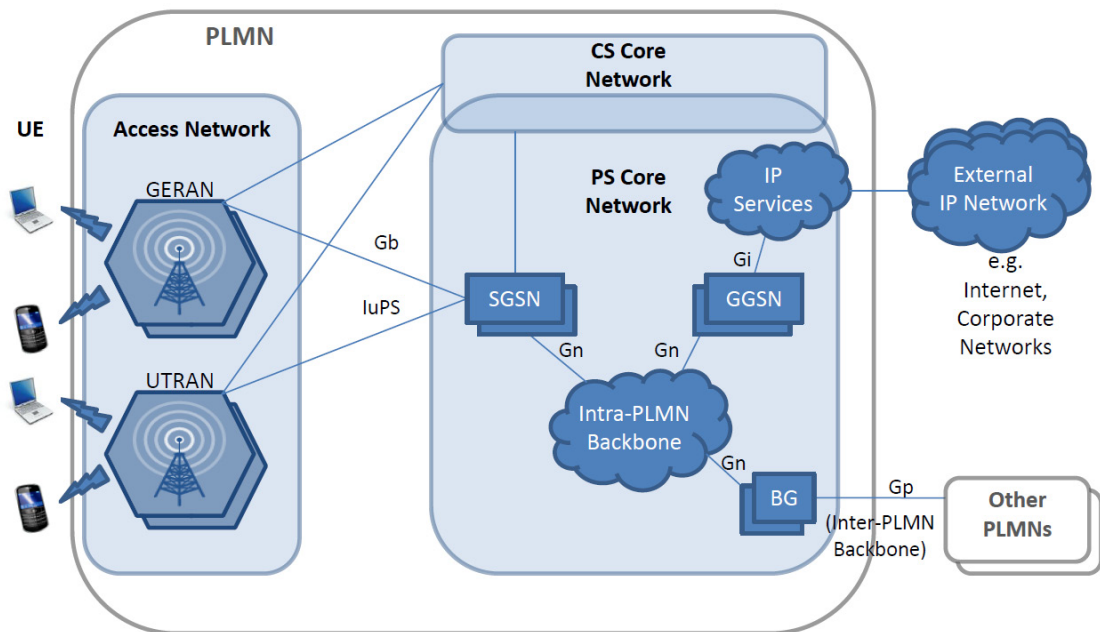 PLMN
CS Core
Network
UE
Access Network
GERAN
PS Core
Network
IP
Services
External
IP Network
e.g.
Internet,
Corporate
Networks
Gb
Gi
SGSN
GGSN
IuPS
Gn
Gn
UTRAN
Intra-PLMN
Backbone
Gn
BG
Gp
(Inter-PLMN
Backbone)
Other
PLMNs